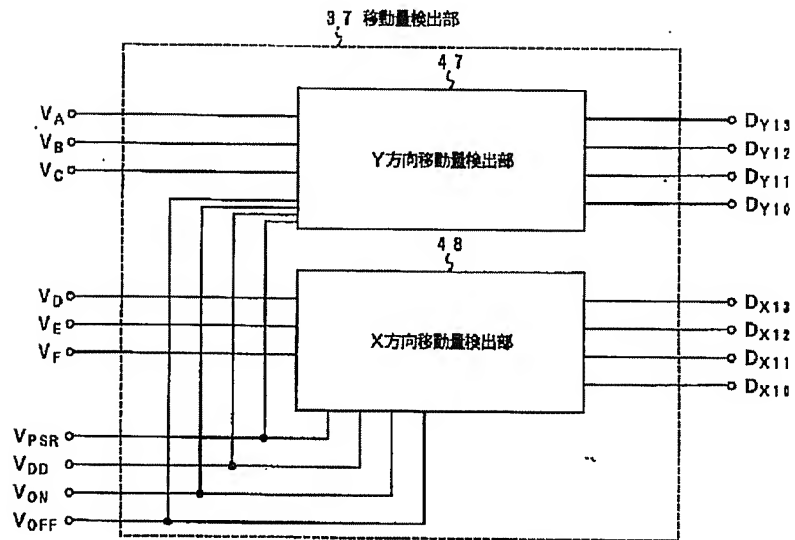 37 移動量検出部
47
VA
VB
VC
Y方向移動量検出部
DY13
DY12
DY11
DY10
48
VD
VE
VF
X方向移動量検出部
DX13
DX12
DX11
DX10
VPSR
VDD
VON
VOFF